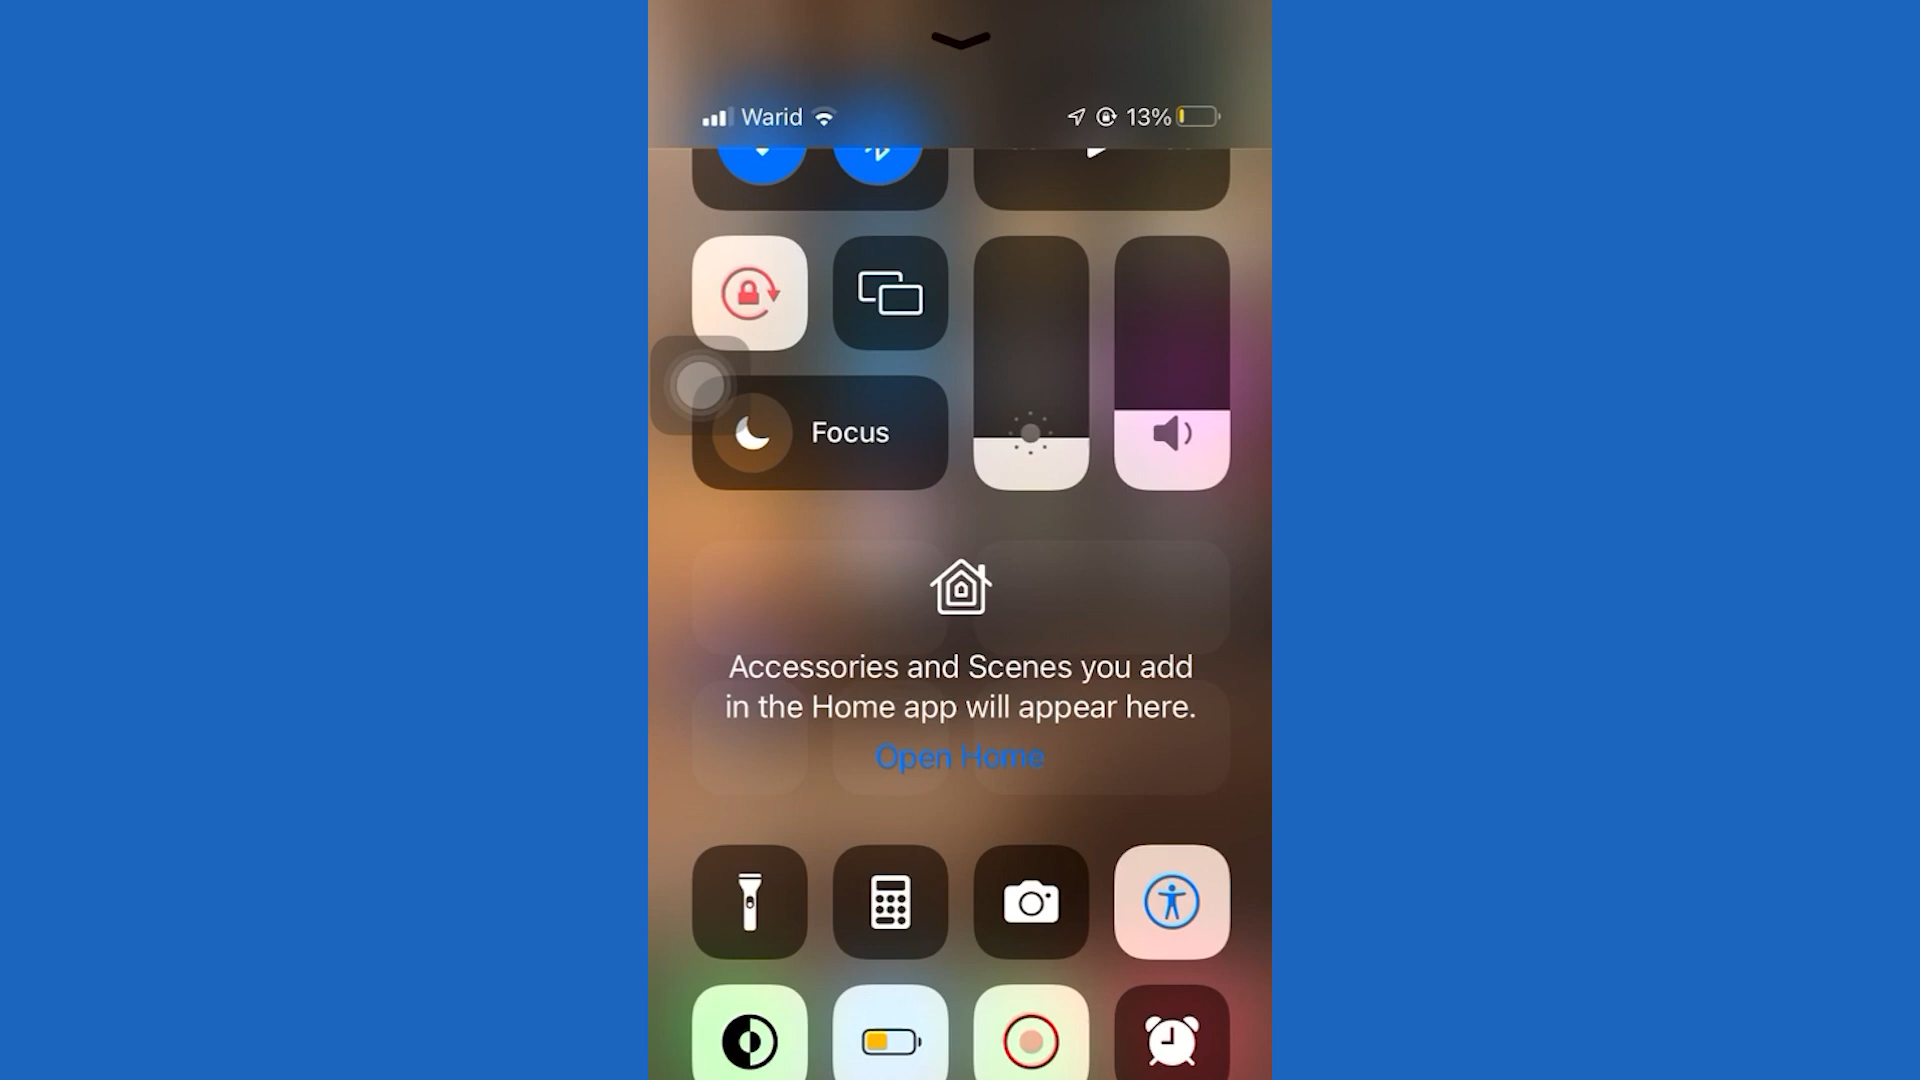 Warid 13%
Focus
Accessories and Scenes you add
in the Home app will appear here.
Open Home